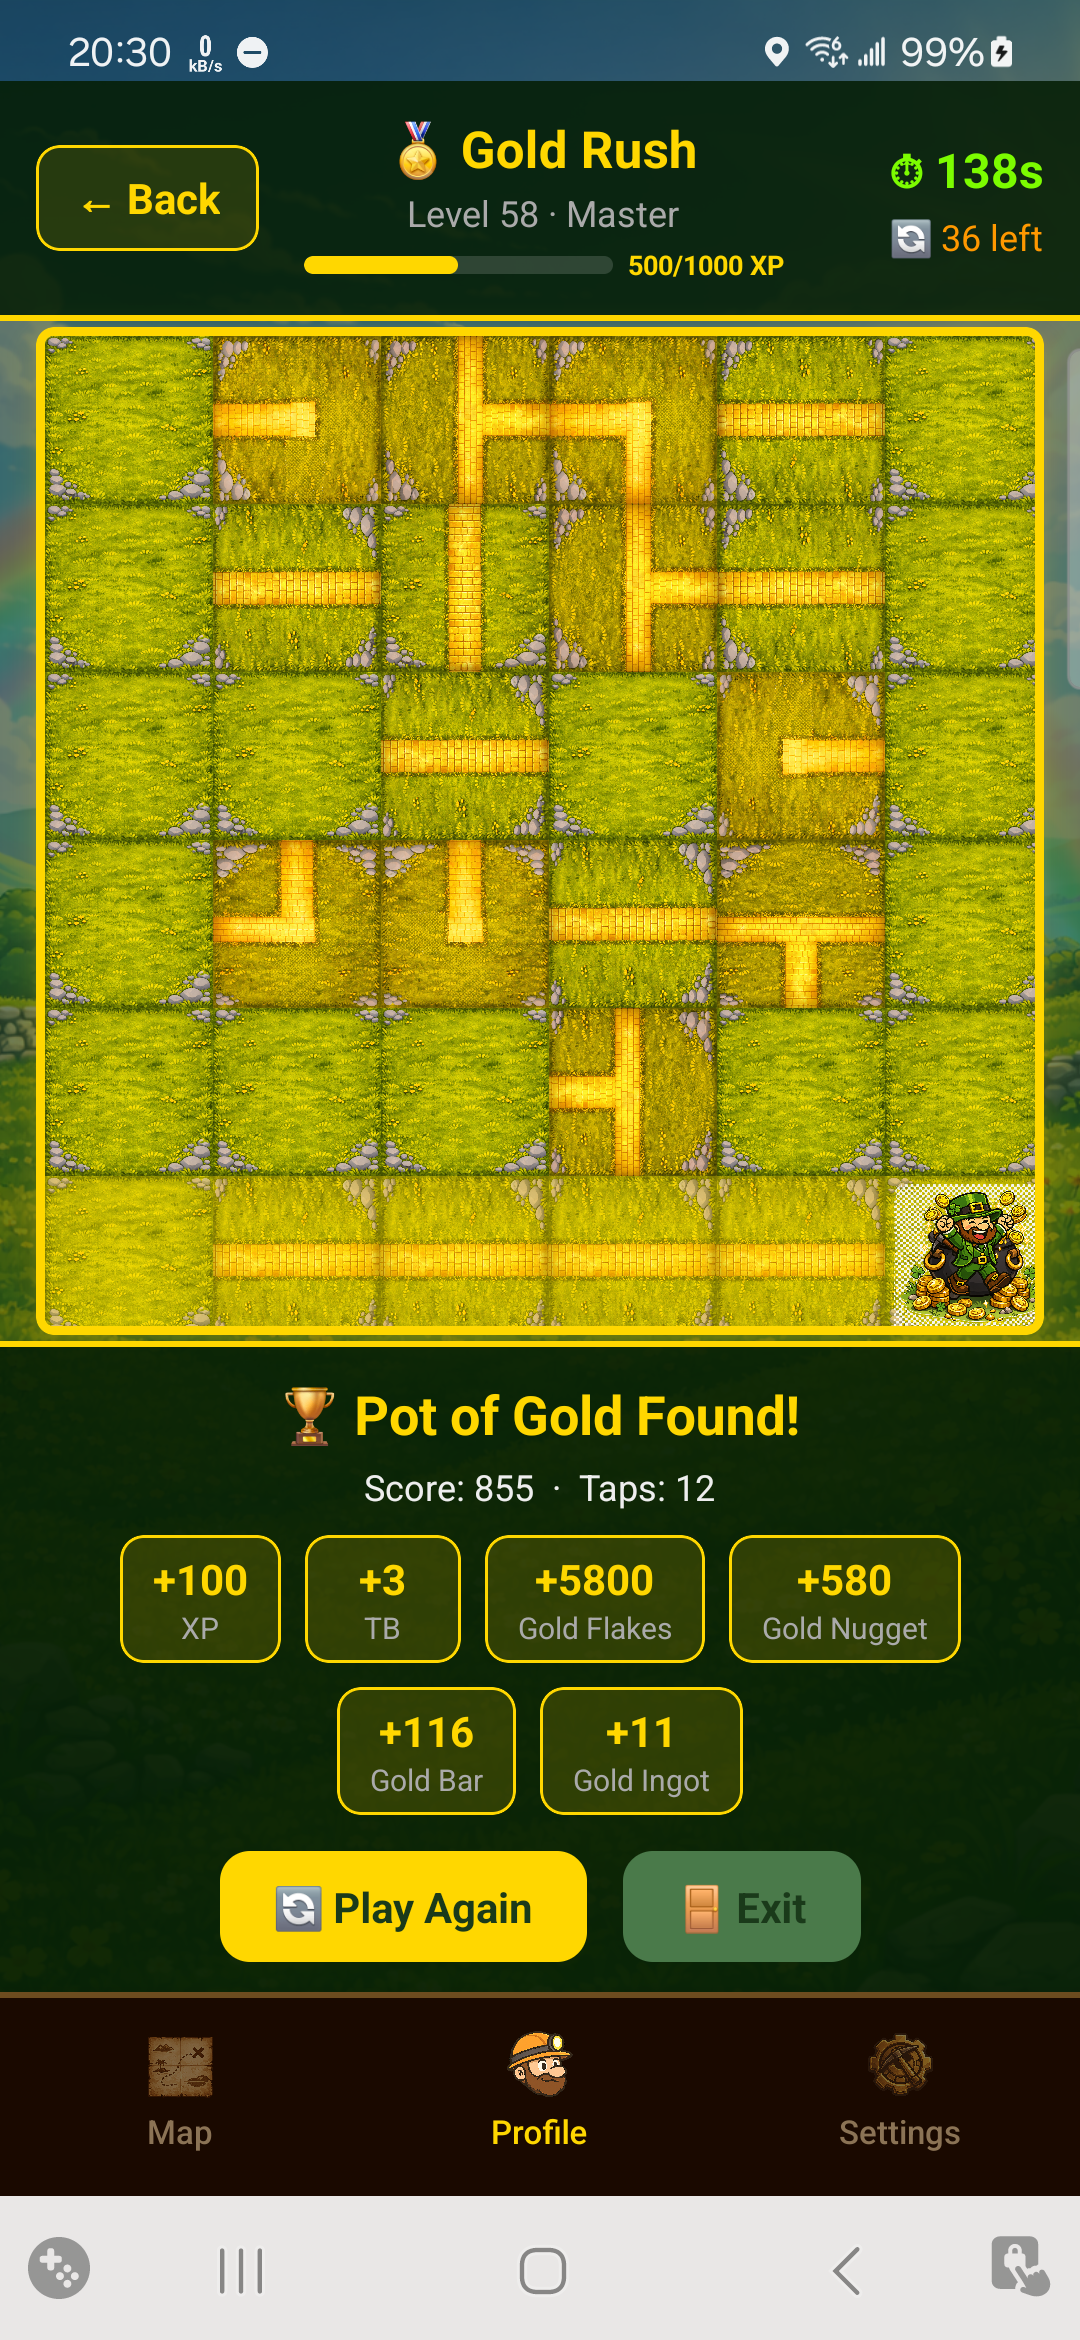 20:30 0 kB/s 99%
Gold Rush
← Back
Level 58 · Master
500/1000 XP
138s
36 left
Pot of Gold Found!
Score: 855 · Taps: 12
+100
XP
+3
TB
+5800
Gold Flakes
+580
Gold Nugget
+116
Gold Bar
+11
Gold Ingot
Play Again
Exit
Map
Profile
Settings